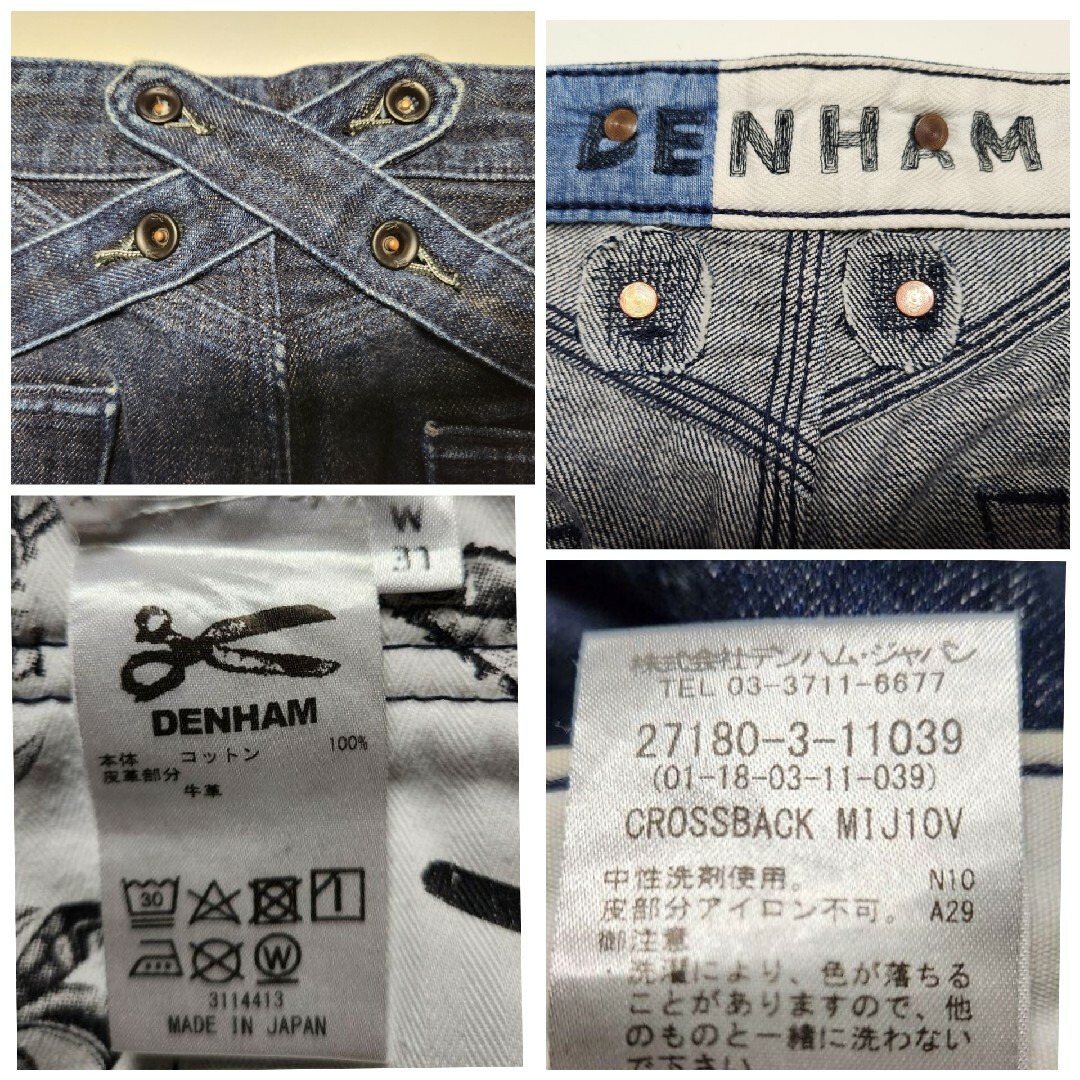 DENHAM
W
31
DENHAM
本体 コットン 100%
皮革部分
牛革
30
W
3114413
MADE IN JAPAN
株式会社デンハム・ジャパン
TEL 03-3711-6677
27180-3-11039
(01-18-03-11-039)
CROSSBACK MIJ10V
中性洗剤使用。 N10
皮部分アイロン不可。 A29
御注意
洗濯により、色が落ちる
ことがありますので、他
のものと一緒に洗わない
で下さい